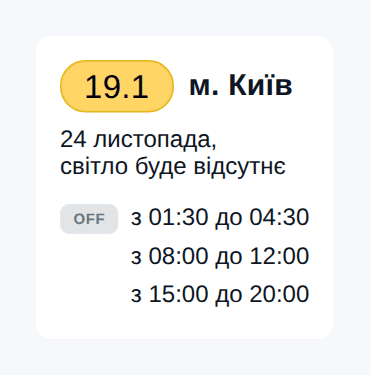 19.1 м. Київ
24 листопада,
світло буде відсутнє
OFF з 01:30 до 04:30
з 08:00 до 12:00
з 15:00 до 20:00